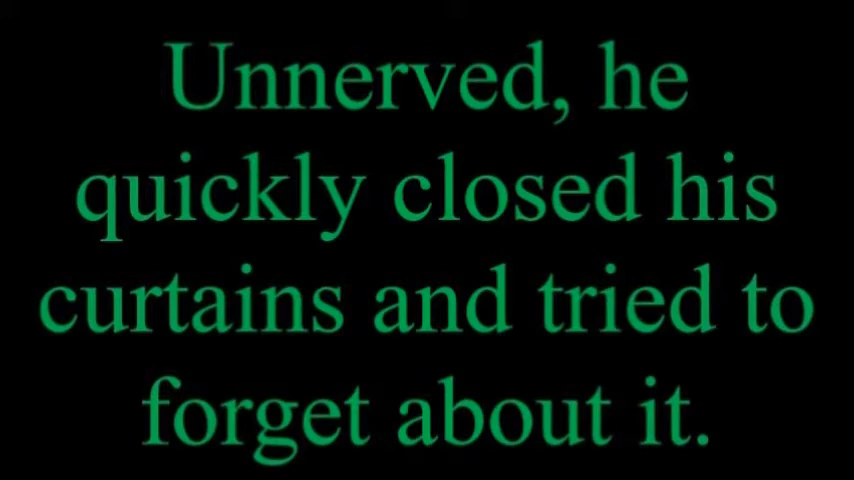 Unnerved, he
quickly closed his
curtains and tried to
forget about it.